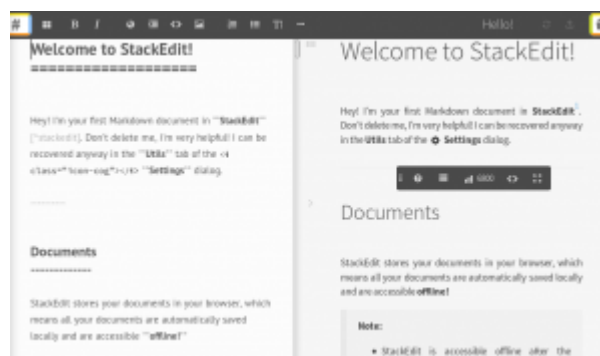 #
B I
Hello!
Welcome to StackEdit!
===================
Hey! I'm your first Markdown document in **StackEdit**
[^stackedit]. Don't delete me, I'm very helpful! I can be
recovered anyway in the **Utils** tab of the <i
class="icon-cog"></i> **Settings** dialog.
----------
Documents
-------------
StackEdit stores your documents in your browser, which
means all your documents are automatically saved
locally and are accessible **offline!**
Welcome to StackEdit!
Hey! I'm your first Markdown document in StackEdit
Don't delete me, I'm very helpful! I can be recovered anyway
in the Utils tab of the Settings dialog.
6800
Documents
StackEdit stores your documents in your browser, which
means all your documents are automatically saved locally
and are accessible offline!
Note:
• StackEdit is accessible offline after the